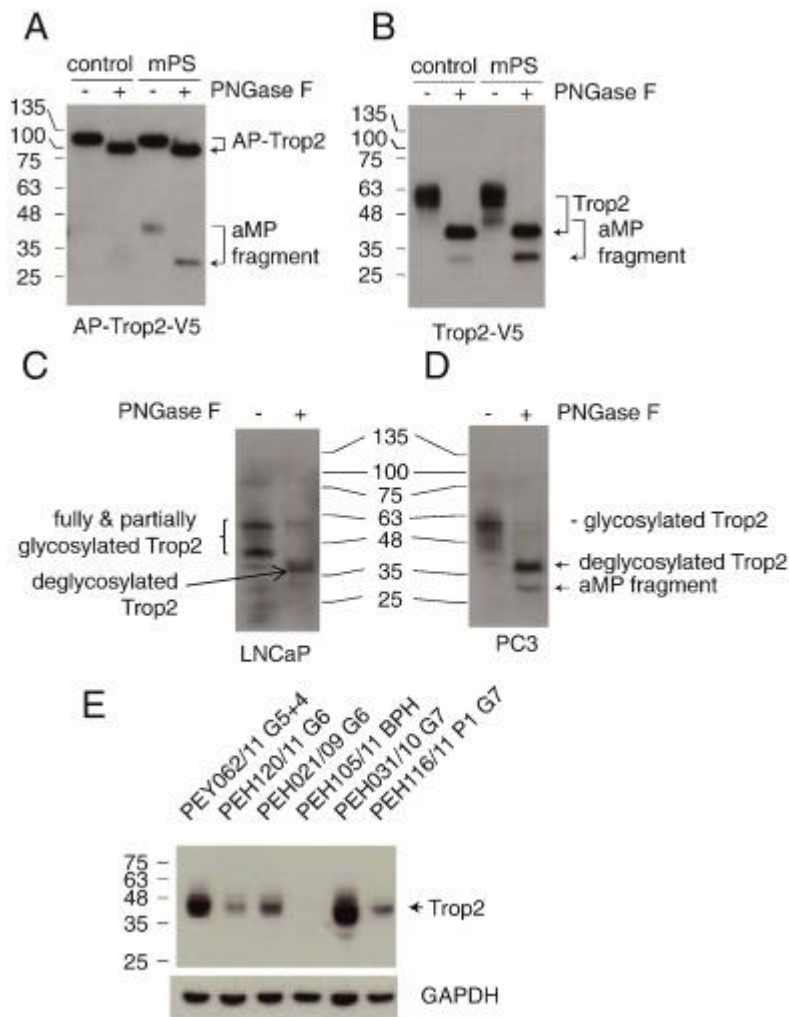 A
control mPS
- + - + PNGase F
135
100
75
63
48
35
25
AP-Trop2
aMP
fragment
AP-Trop2-V5
B
control mPS
- + - + PNGase F
135
100
75
63
48
35
25
Trop2
aMP
fragment
Trop2-V5
C
PNGase F - +
fully & partially
glycosylated Trop2
deglycosylated
Trop2
LNCaP
135
100
75
63
48
35
25
D
- + PNGase F
- glycosylated Trop2
deglycosylated Trop2
aMP fragment
PC3
E
PEY062/11 G5+4
PEH120/11 G6
PEH021/09 G6
PEH105/11 BPH
PEH031/10 G7
PEH116/11 P1 G7
75
63
48
35
25
Trop2
GAPDH